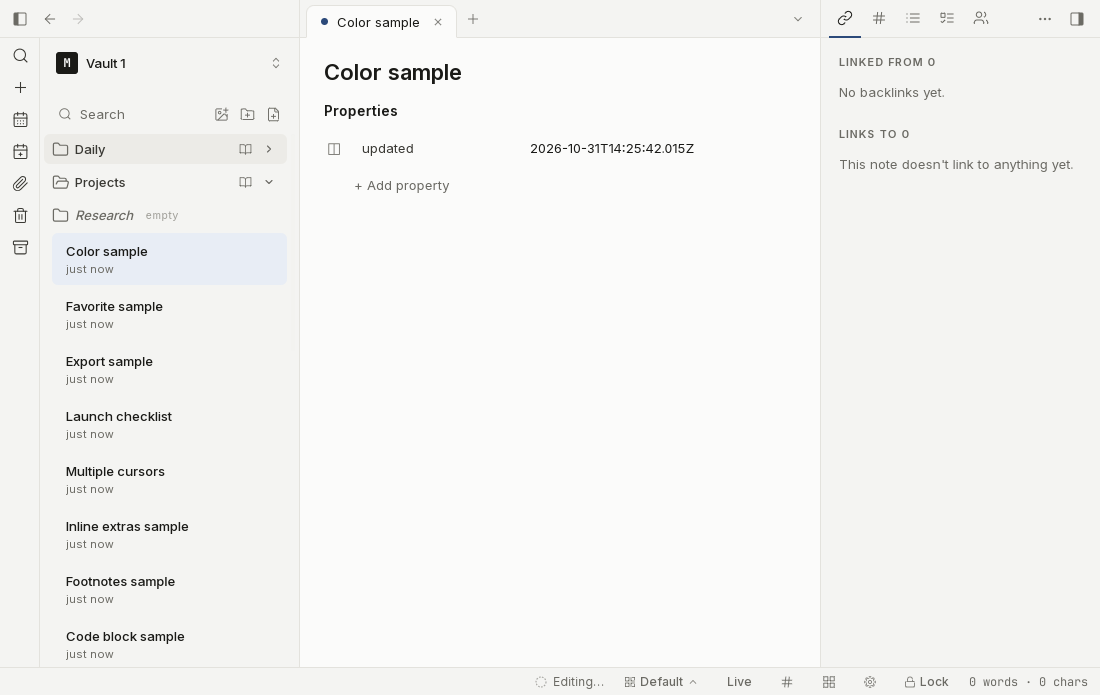 Color sample
M Vault 1
Search
Daily
Projects
Research empty
Color sample
just now
Favorite sample
just now
Export sample
just now
Launch checklist
just now
Multiple cursors
just now
Inline extras sample
just now
Footnotes sample
just now
Code block sample
just now
Color sample
Properties
updated 2026-10-31T14:25:42.015Z
+ Add property
LINKED FROM 0
No backlinks yet.
LINKS TO 0
This note doesn't link to anything yet.
Editing… Default Live Lock 0 words · 0 chars